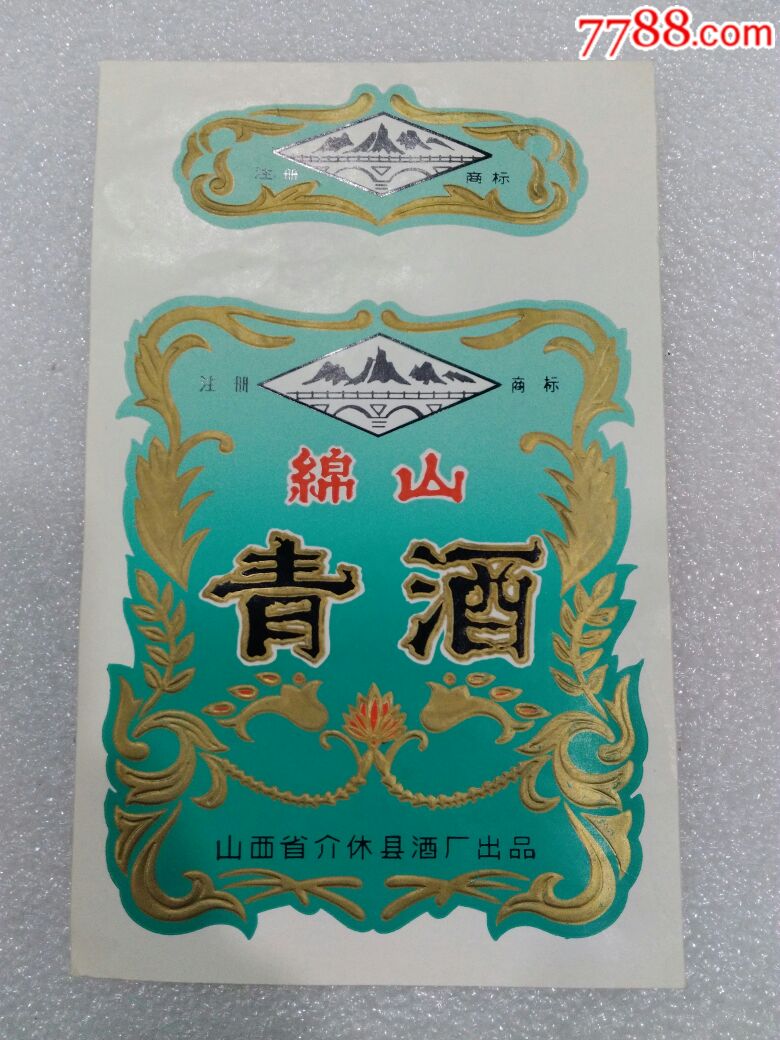 7788.com
注册 商标
注册 商标
綿山
青酒
山西省介休县酒厂出品